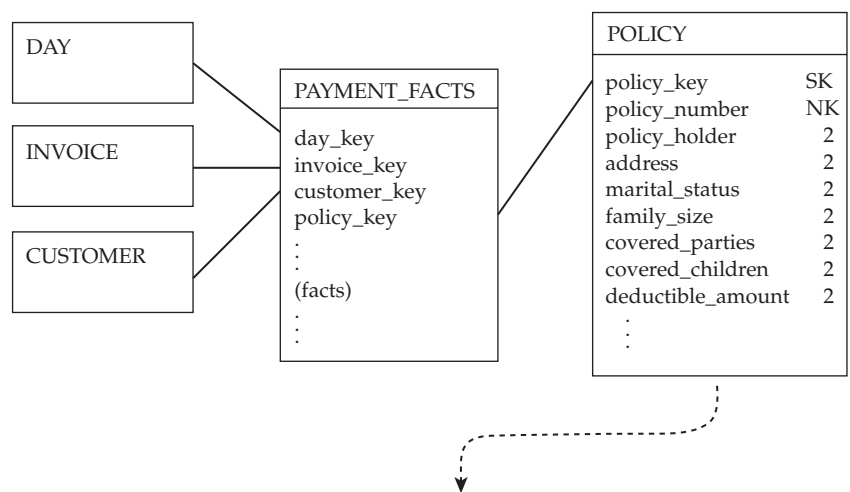 DAY
INVOICE
CUSTOMER
PAYMENT_FACTS
day_key
invoice_key
customer_key
policy_key
.
.
.
(facts)
.
.
.
POLICY
policy_key SK
policy_number NK
policy_holder 2
address 2
marital_status 2
family_size 2
covered_parties 2
covered_children 2
deductible_amount 2
.
.
.